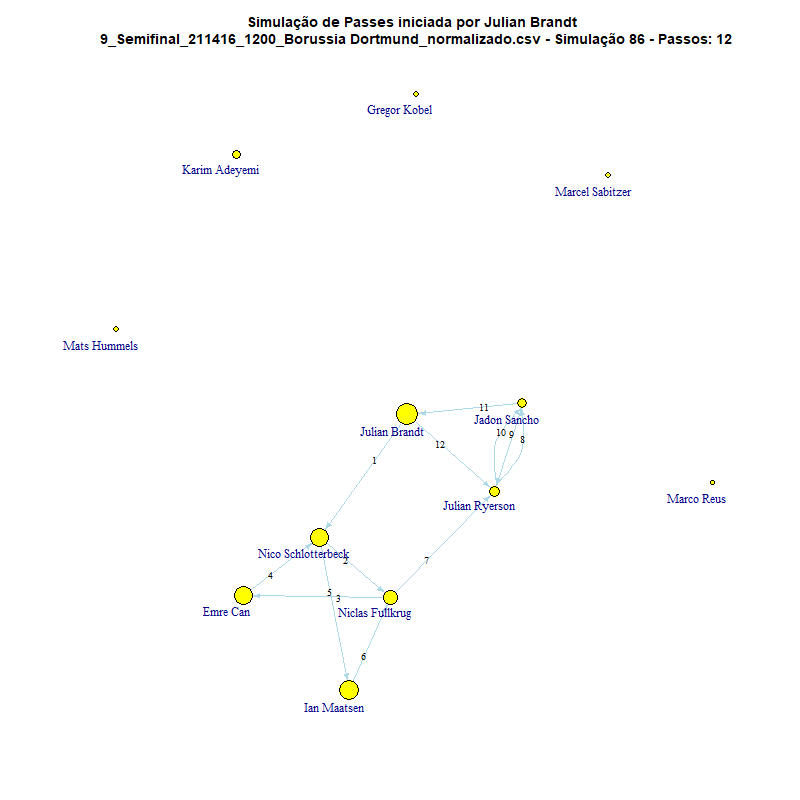 Simulação de Passes iniciada por Julian Brandt
9_Semifinal_211416_1200_Borussia Dortmund_normalizado.csv - Simulação 86 - Passos: 12
Gregor Kobel
Karim Adeyemi
Marcel Sabitzer
Mats Hummels
11
Jadon Sancho
Julian Brandt
10
9
8
12
1
Marco Reus
Julian Ryerson
Nico Schlotterbeck
2
7
4
5
3
Emre Can
Niclas Fullkrug
6
Ian Maatsen